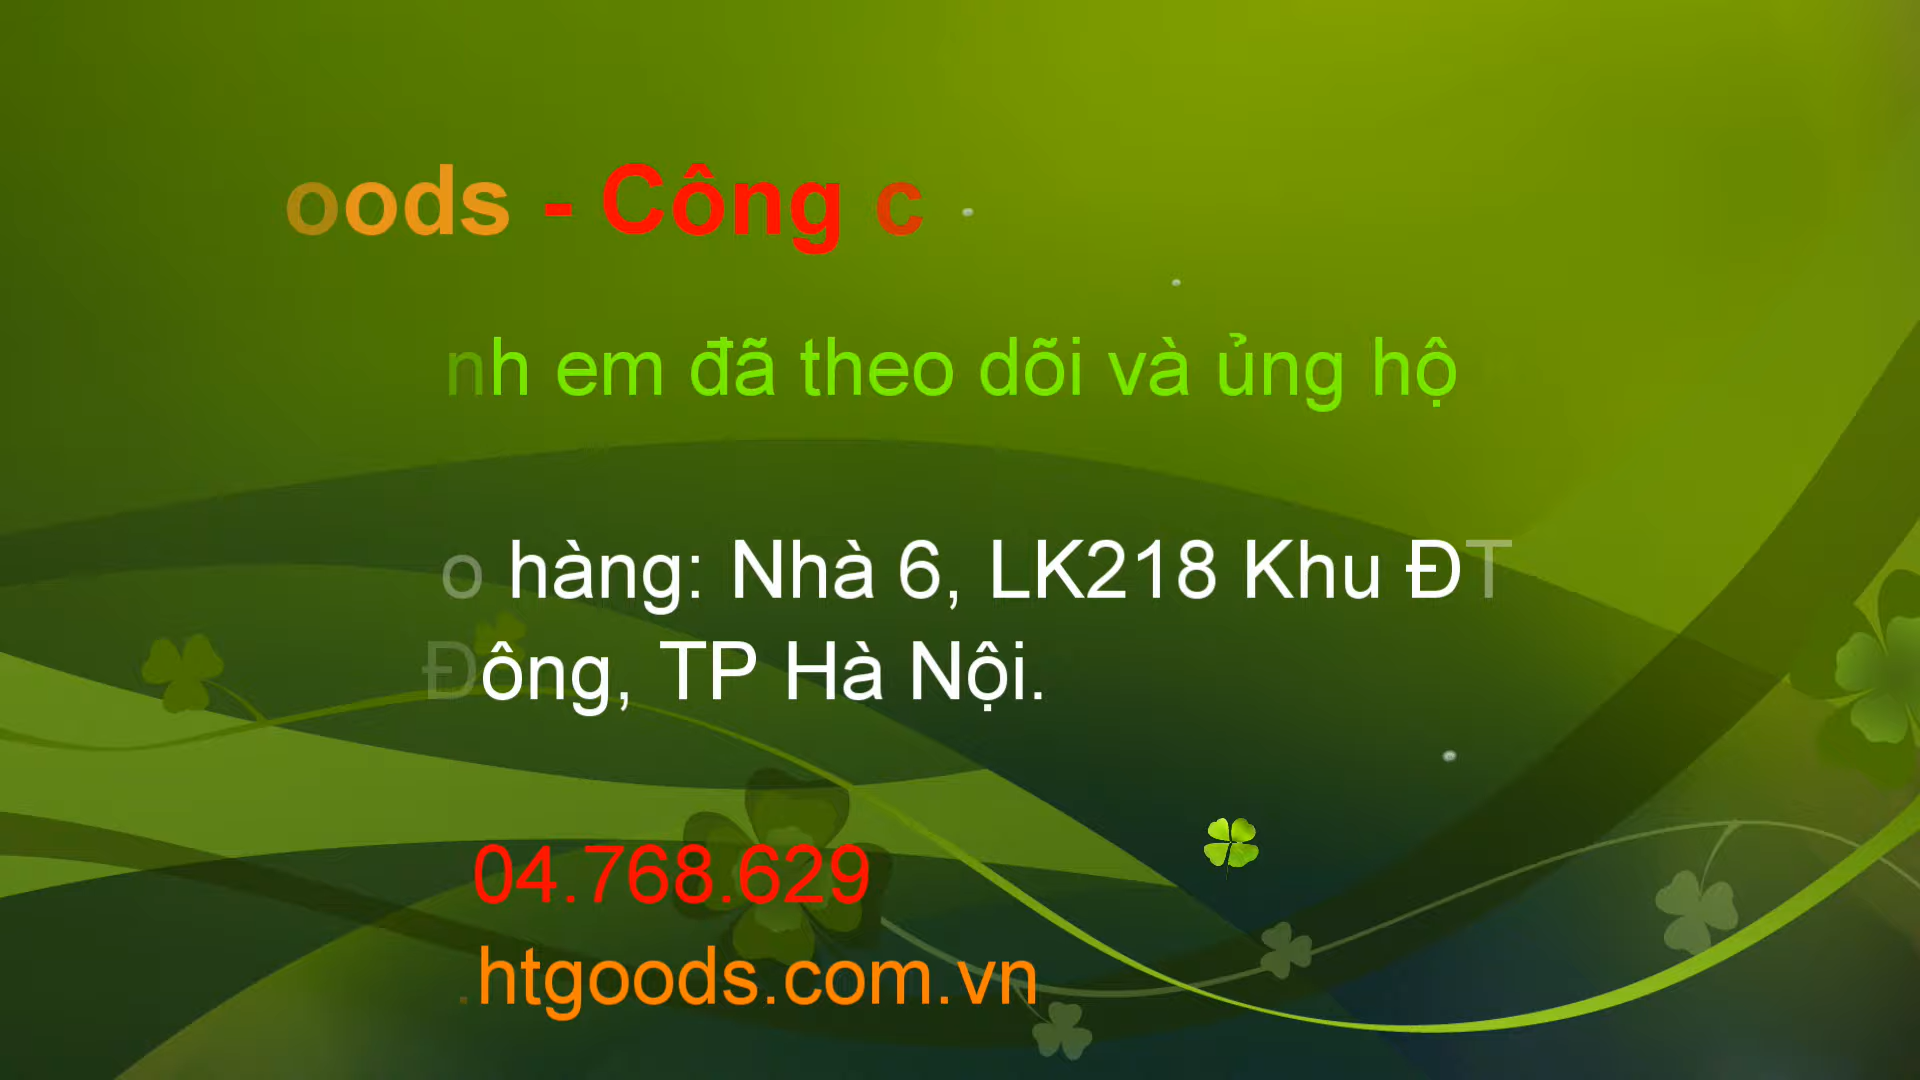 oods - Công c
nh em đã theo dõi và ủng hộ
o hàng: Nhà 6, LK218 Khu ĐT
Đông, TP Hà Nội.
04.768.629
.htgoods.com.vn